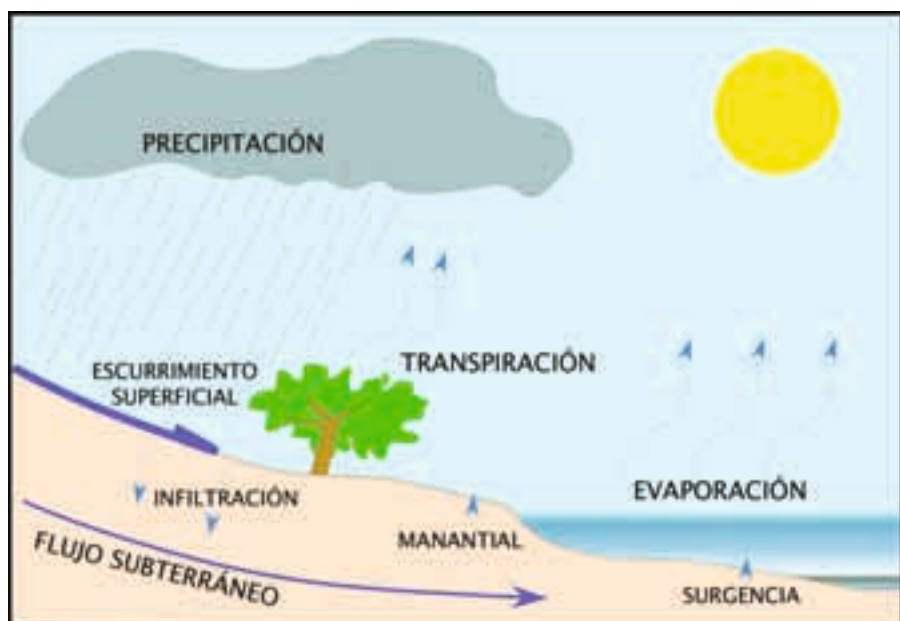 PRECIPITACIÓN
TRANSPIRACIÓN
ESCURRIMIENTO
SUPERFICIAL
EVAPORACIÓN
INFILTRACIÓN
MANANTIAL
FLUJO SUBTERRÁNEO
SURGENCIA